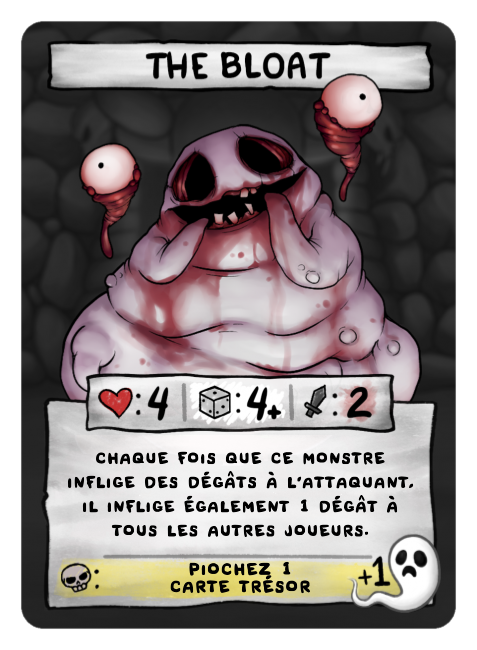 THE BLOAT
:4 :4+ :2
CHAQUE FOIS QUE CE MONSTRE
INFLIGE DES DÉGÂTS À L'ATTAQUANT,
IL INFLIGE ÉGALEMENT 1 DÉGÂT À
TOUS LES AUTRES JOUEURS.
: PIOCHEZ 1
CARTE TRÉSOR
+1